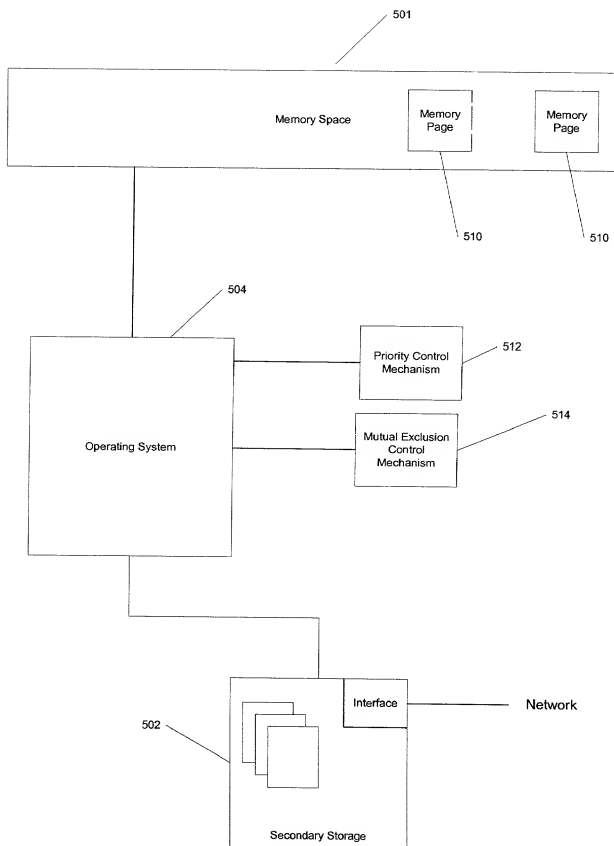 501
Memory Space
Memory
Page
Memory
Page
510
510
504
Priority Control
Mechanism
512
Operating System
Mutual Exclusion
Control
Mechanism
514
Interface
Network
502
Secondary Storage